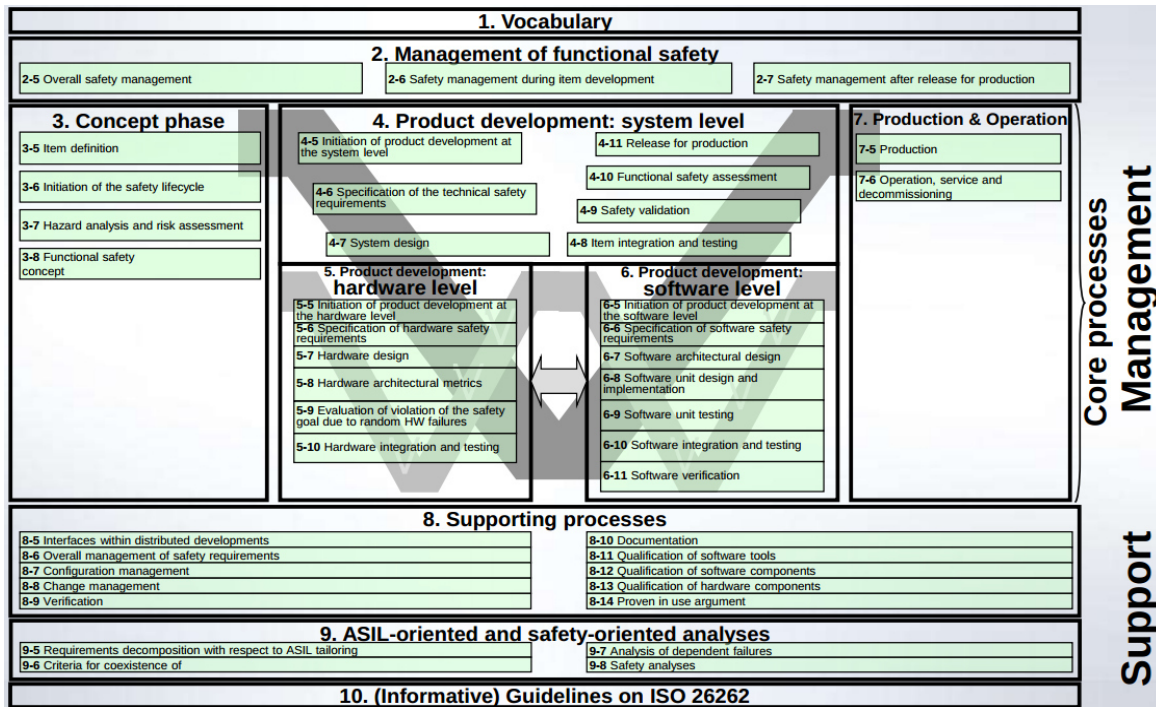 1. Vocabulary
2. Management of functional safety
2-5 Overall safety management
2-6 Safety management during item development
2-7 Safety management after release for production
3. Concept phase
3-5 Item definition
3-6 Initiation of the safety lifecycle
3-7 Hazard analysis and risk assessment
3-8 Functional safety
concept
4. Product development: system level
4-5 Initiation of product development at
the system level
4-6 Specification of the technical safety
requirements
4-7 System design
4-11 Release for production
4-10 Functional safety assessment
4-9 Safety validation
4-8 Item integration and testing
5. Product development:
hardware level
5-5 Initiation of product development at
the hardware level
5-6 Specification of hardware safety
requirements
5-7 Hardware design
5-8 Hardware architectural metrics
5-9 Evaluation of violation of the safety
goal due to random HW failures
5-10 Hardware integration and testing
6. Product development:
software level
6-5 Initiation of product development at
the software level
6-6 Specification of software safety
requirements
6-7 Software architectural design
6-8 Software unit design and
implementation
6-9 Software unit testing
6-10 Software integration and testing
6-11 Software verification
7. Production & Operation
7-5 Production
7-6 Operation, service and
decommissioning
Core processes
Management
8. Supporting processes
8-5 Interfaces within distributed developments
8-6 Overall management of safety requirements
8-7 Configuration management
8-8 Change management
8-9 Verification
8-10 Documentation
8-11 Qualification of software tools
8-12 Qualification of software components
8-13 Qualification of hardware components
8-14 Proven in use argument
9. ASIL-oriented and safety-oriented analyses
9-5 Requirements decomposition with respect to ASIL tailoring
9-6 Criteria for coexistence of
9-7 Analysis of dependent failures
9-8 Safety analyses
Support
10. (Informative) Guidelines on ISO 26262